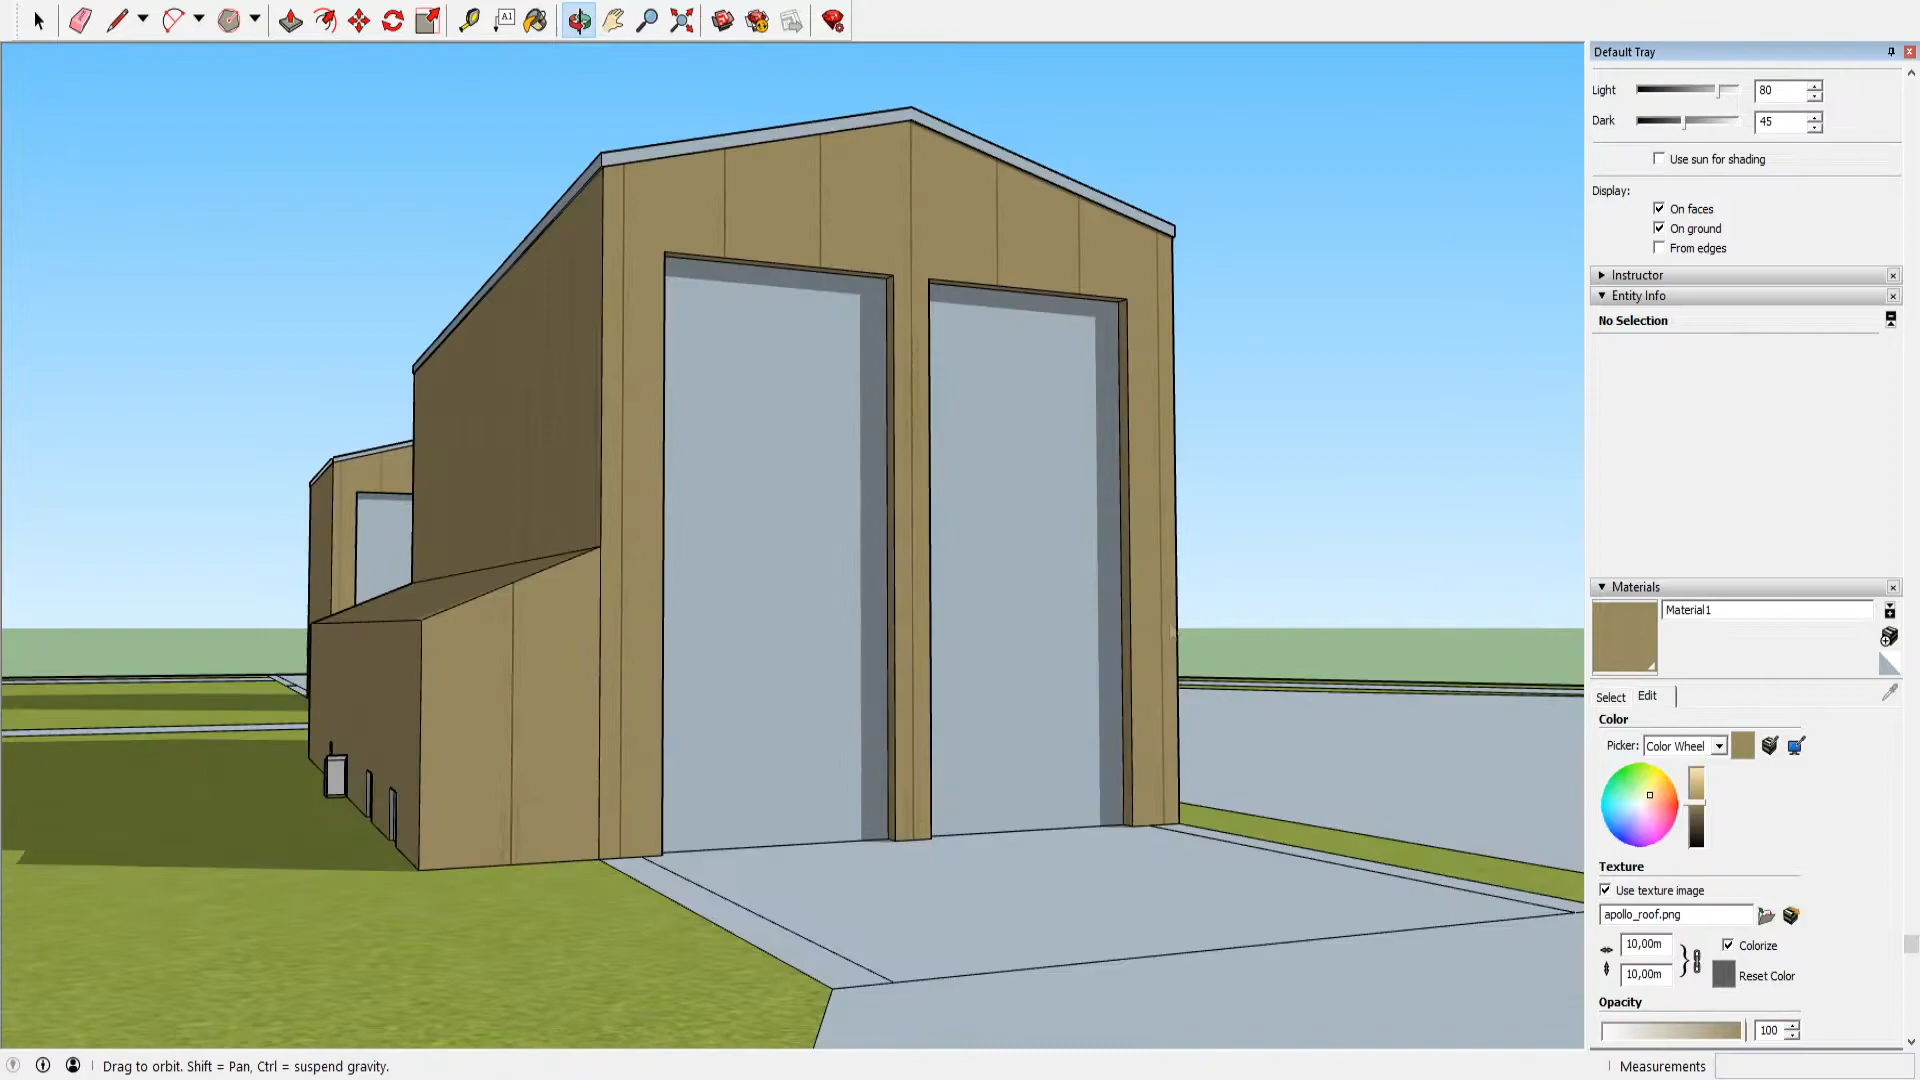 A1
Default Tray
Light 80
Dark 45
Use sun for shading
Display:
On faces
On ground
From edges
Instructor
Entity Info
No Selection
Materials
Material1
Select Edit
Color
Picker: Color Wheel
Texture
Use texture image
apollo_roof.png
10,00m Colorize
10,00m Reset Color
Opacity
100
Drag to orbit. Shift = Pan, Ctrl = suspend gravity. Measurements